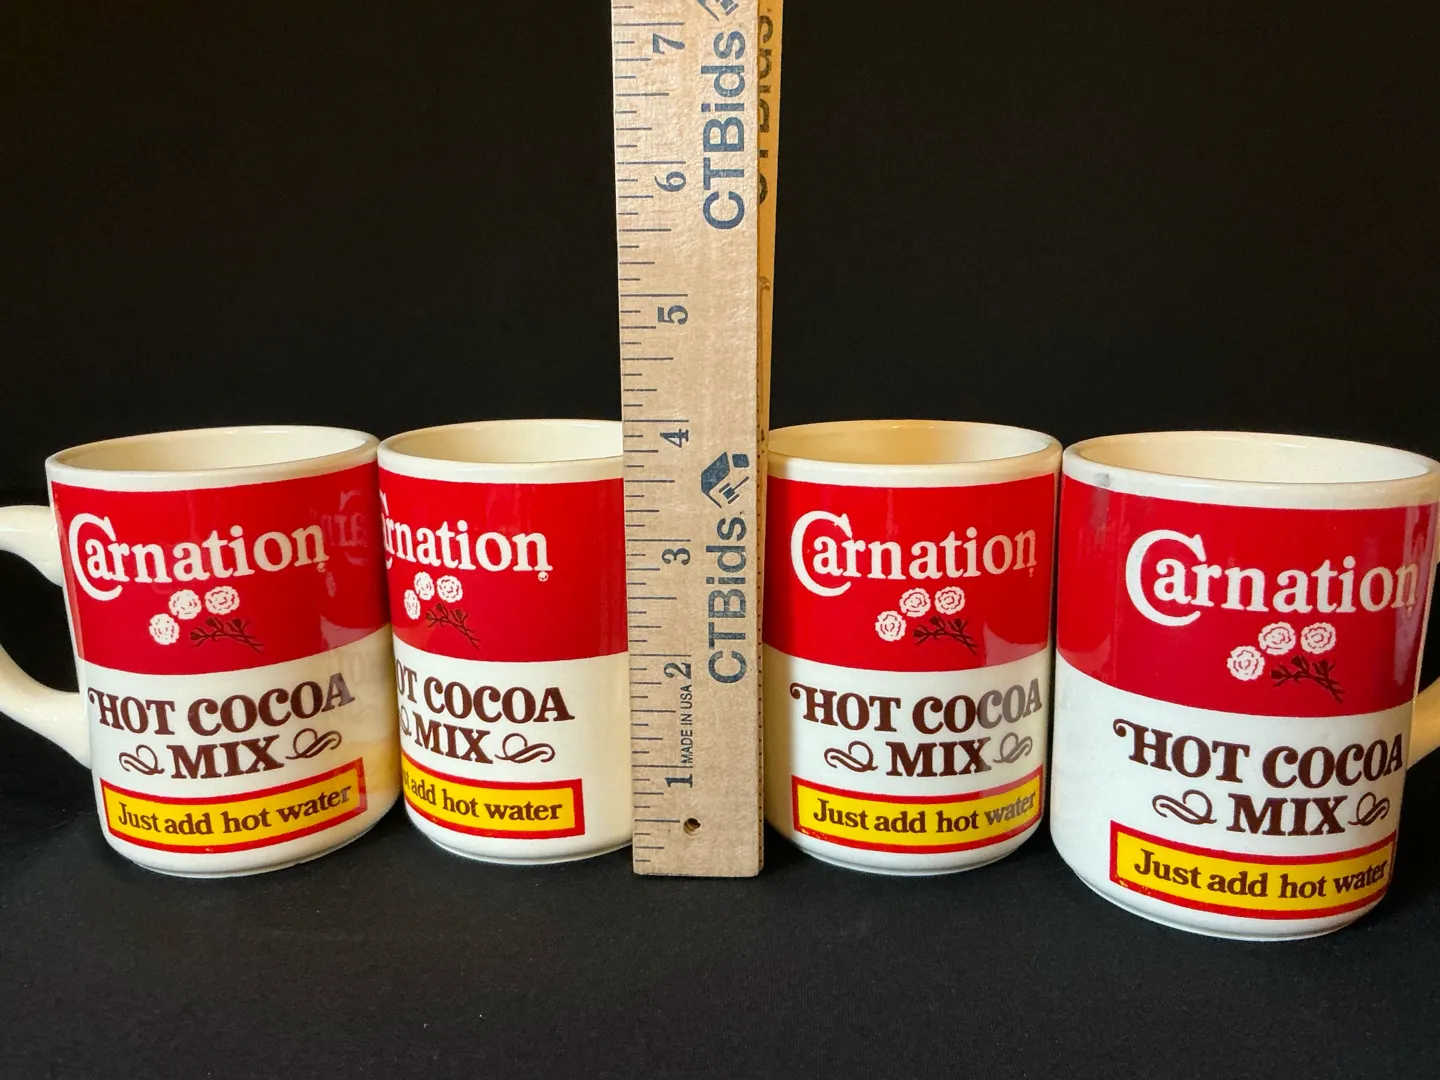 Carnation
HOT COCOA
MIX
Just add hot water
rnation
OT COCOA
MIX
add hot water
7
6
5
4
3
2
1
MADE IN USA
CTBids
CTBids
CTBids
Carnation
HOT COCOA
MIX
Just add hot water
Carnation
HOT COCOA
MIX
Just add hot water